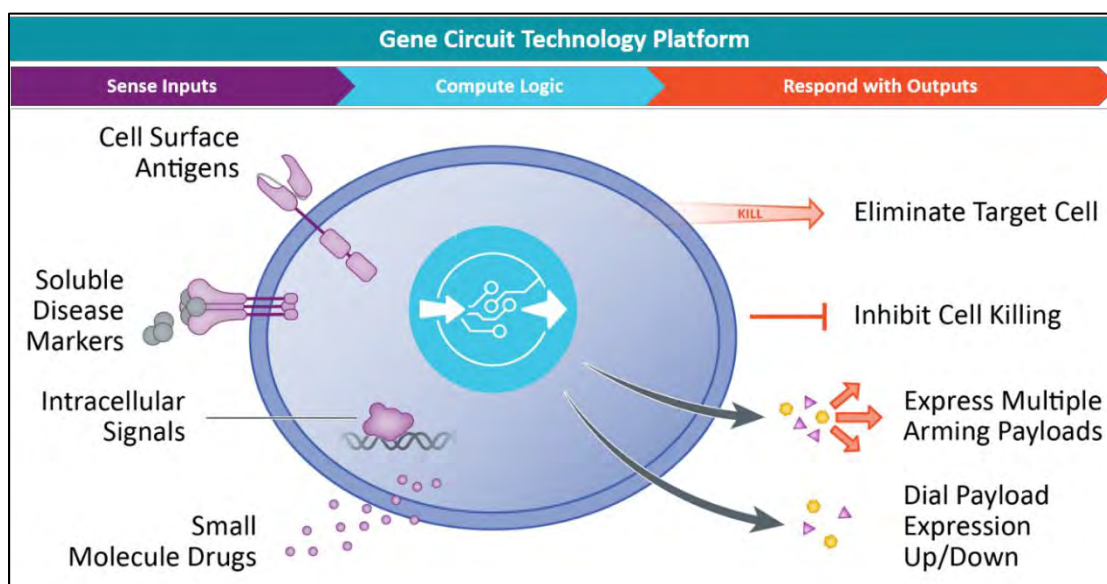 Gene Circuit Technology Platform
Sense Inputs
Compute Logic
Respond with Outputs
Cell Surface
Antigens
Soluble
Disease
Markers
Intracellular
Signals
Small
Molecule Drugs
KILL
Eliminate Target Cell
Inhibit Cell Killing
Express Multiple
Arming Payloads
Dial Payload
Expression
Up/Down